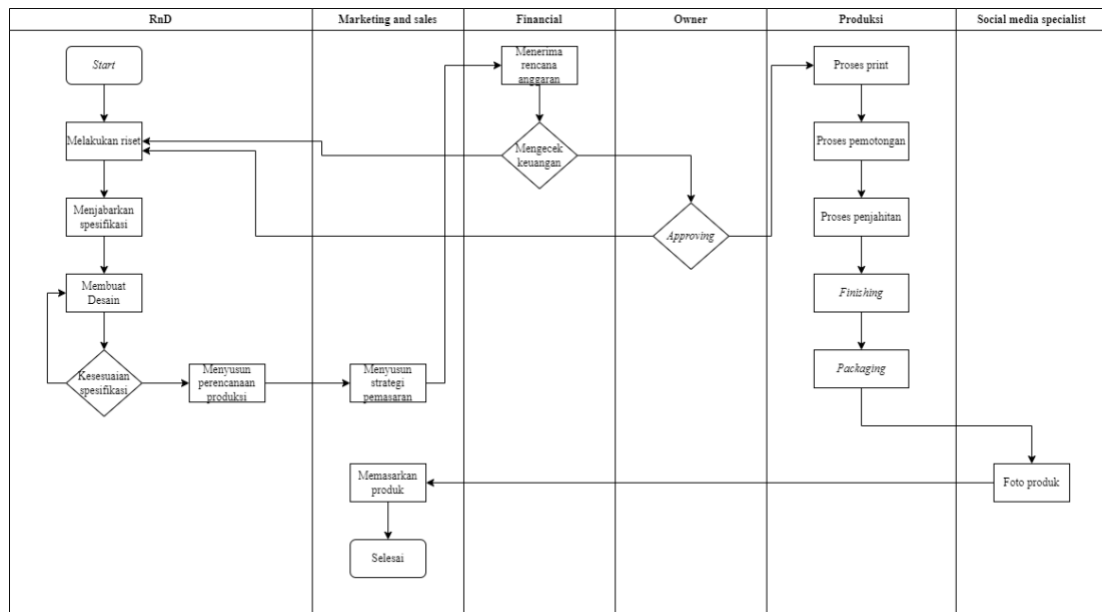 RnD
Marketing and sales
Financial
Owner
Produksi
Social media specialist
Start
Melakukan riset
Menjabarkan
spesifikasi
Membuat
Desain
Kesesuaian
spesifikasi
Menyusun
perencanaan
produksi
Menyusun
strategi
pemasaran
Menerima
rencana
anggaran
Mengecek
keuangan
Approving
Proses print
Proses pemotongan
Proses penjahitan
Finishing
Packaging
Foto produk
Memasarkan
produk
Selesai